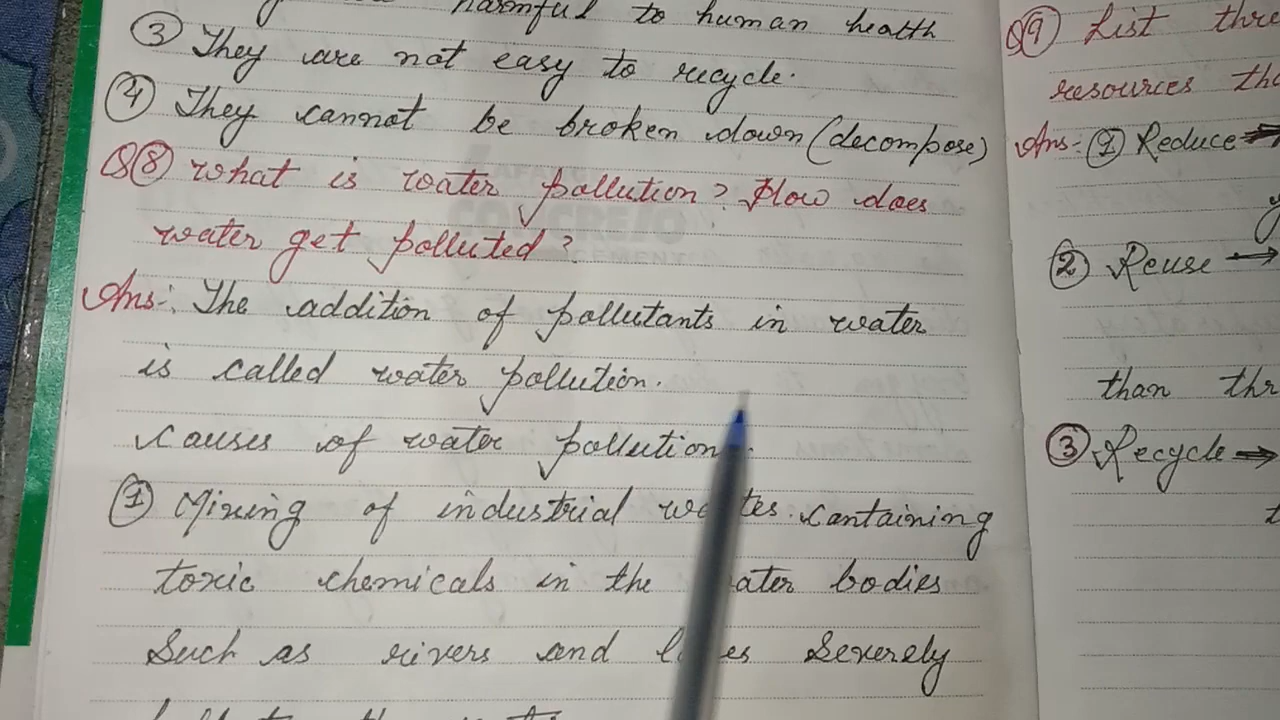 harmful to human health
③ They are not easy to recycle.
④ They cannot be broken down (decompose)
Q⑧ What is water pollution? How does
water get polluted?
Ans:- The addition of pollutants in water
is called water pollution.
Causes of water pollution.
① Mixing of industrial wastes containing
toxic chemicals in the water bodies
Such as rivers and lakes Severely
Q⑨ List
resources
Ans:- ① Reduce →
② Reuse →
than
③ Recycle →